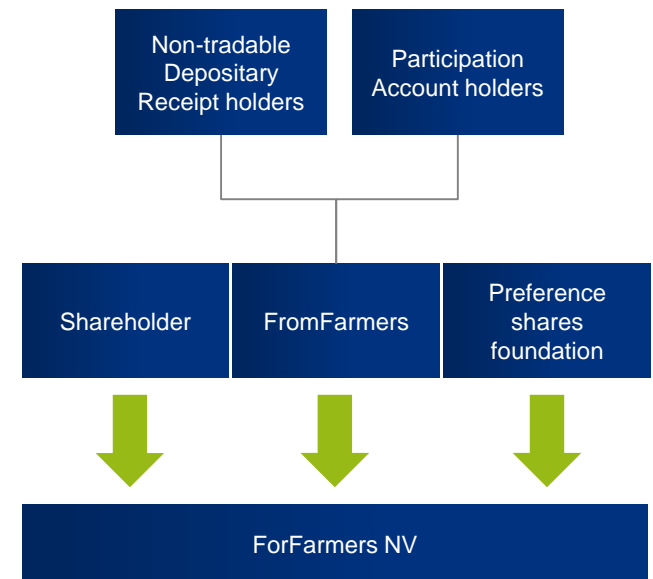 Non-tradable
Depositary
Receipt holders
Participation
Account holders
Shareholder
FromFarmers
Preference
shares
foundation
ForFarmers NV